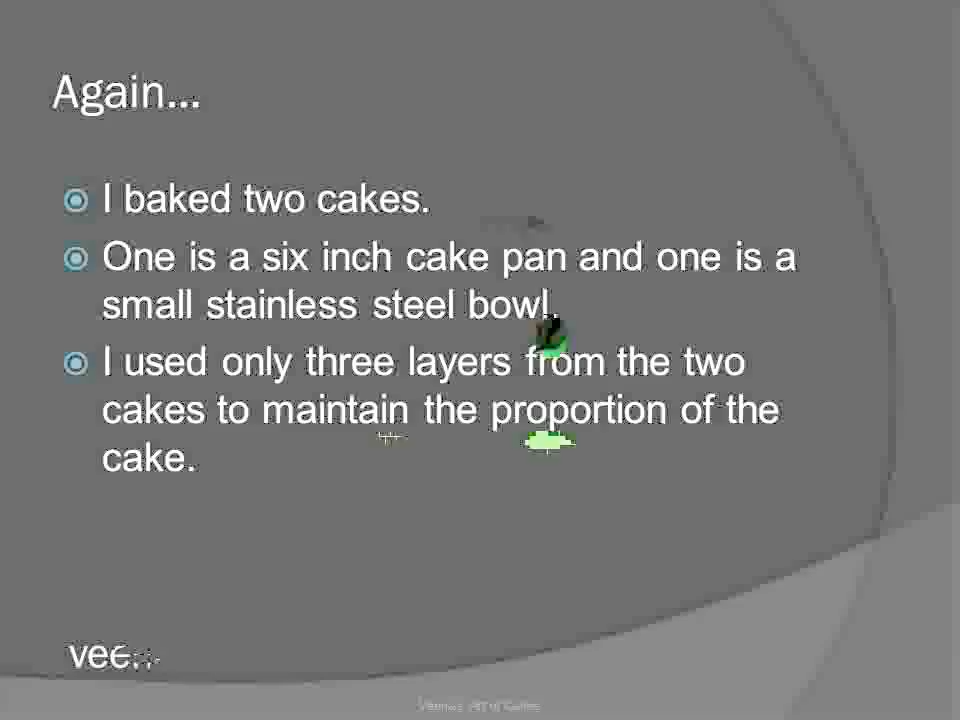 Again...
I baked two cakes.
One is a six inch cake pan and one is a
small stainless steel bowl.
I used only three layers from the two
cakes to maintain the proportion of the
cake.